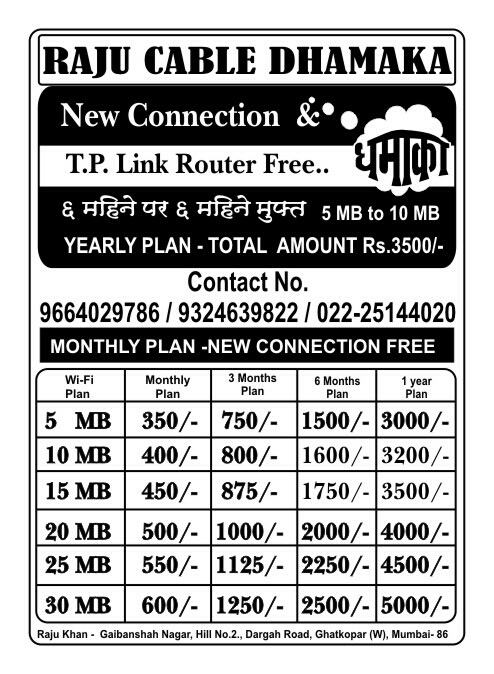 RAJU CABLE DHAMAKA
New Connection &
धमाका
T.P. Link Router Free..
६ महिने पर ६ महिने मुफ्त 5 MB to 10 MB
YEARLY PLAN - TOTAL AMOUNT Rs.3500/-
Contact No.
9664029786 / 9324639822 / 022-25144020
MONTHLY PLAN -NEW CONNECTION FREE
Wi-Fi Plan Monthly Plan 3 Months Plan 6 Months Plan 1 year Plan
5 MB 350/- 750/- 1500/- 3000/-
10 MB 400/- 800/- 1600/- 3200/-
15 MB 450/- 875/- 1750/- 3500/-
20 MB 500/- 1000/- 2000/- 4000/-
25 MB 550/- 1125/- 2250/- 4500/-
30 MB 600/- 1250/- 2500/- 5000/-
Raju Khan - Gaibanshah Nagar, Hill No.2., Dargah Road, Ghatkopar (W), Mumbai- 86